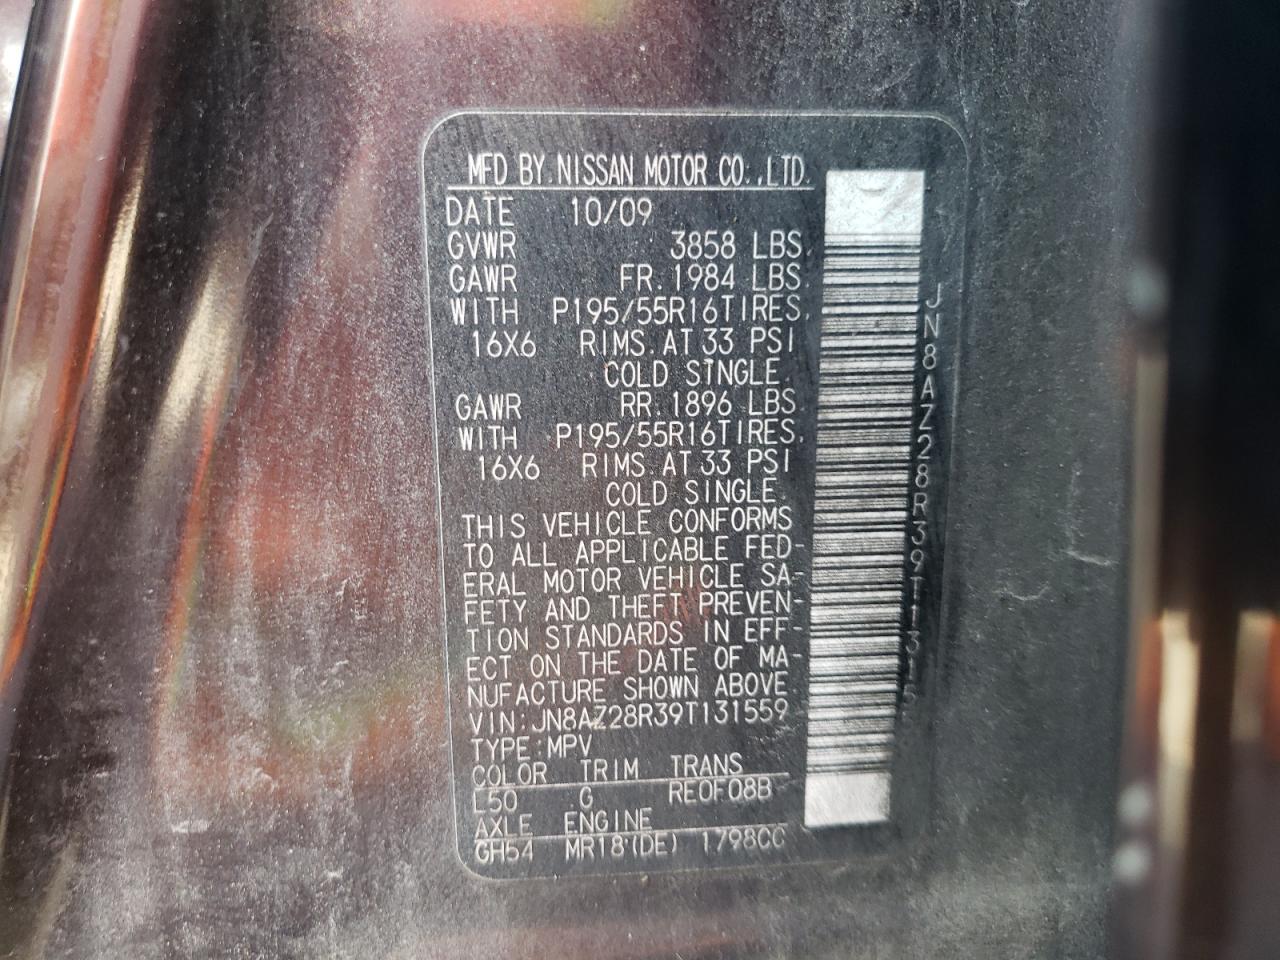 MFD BY NISSAN MOTOR CO.,LTD.
DATE 10/09
GVWR 3858 LBS
GAWR FR. 1984 LBS
WITH P195/55R16TIRES,
16X6 RIMS. AT 33 PSI
COLD SINGLE.
GAWR RR. 1896 LBS
WITH P195/55R16TIRES,
16X6 RIMS. AT 33 PSI
COLD SINGLE.
THIS VEHICLE CONFORMS
TO ALL APPLICABLE FED-
ERAL MOTOR VEHICLE SA-
FETY AND THEFT PREVEN-
TION STANDARDS IN EFF-
ECT ON THE DATE OF MA-
NUFACTURE SHOWN ABOVE.
VIN:JN8AZ28R39T131559
TYPE:MPV
COLOR TRIM TRANS
L50 G RE0F08B
AXLE ENGINE
GH54 MR18(DE) 1798CC